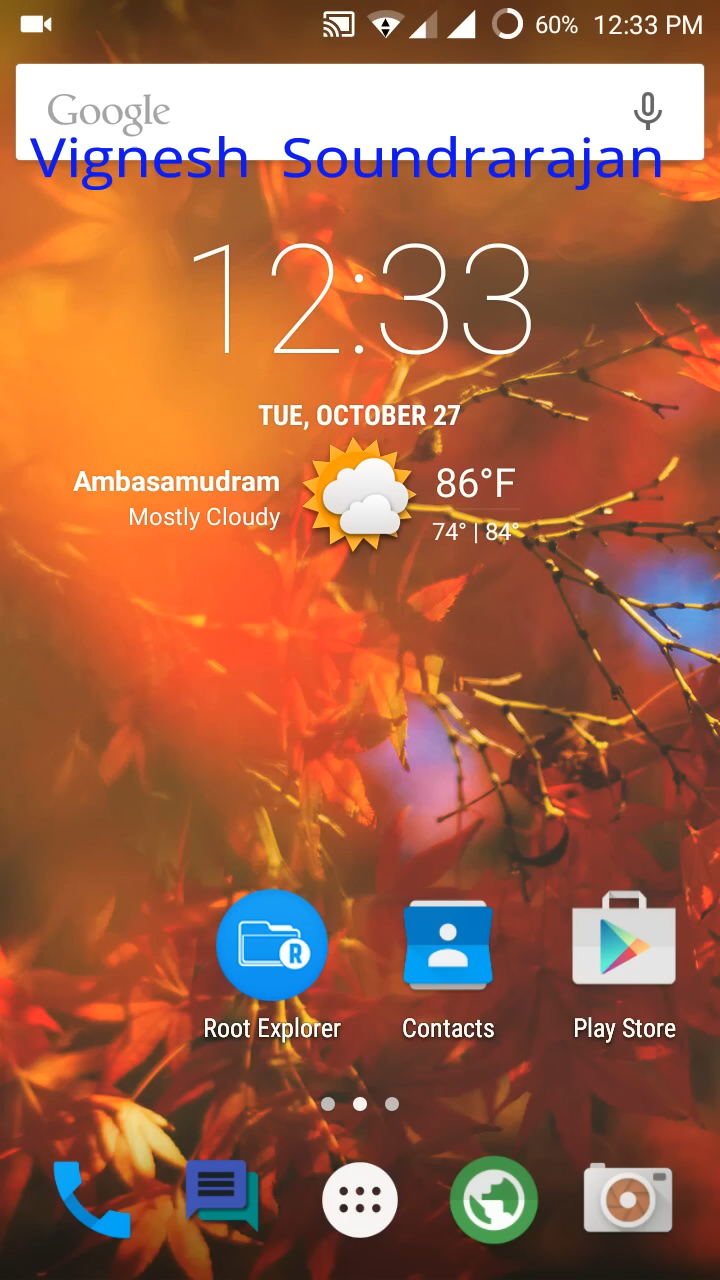 60% 12:33 PM
Google
Vignesh Soundrarajan
12:33
TUE, OCTOBER 27
Ambasamudram
Mostly Cloudy
86°F
74° | 84°
R
Root Explorer Contacts Play Store